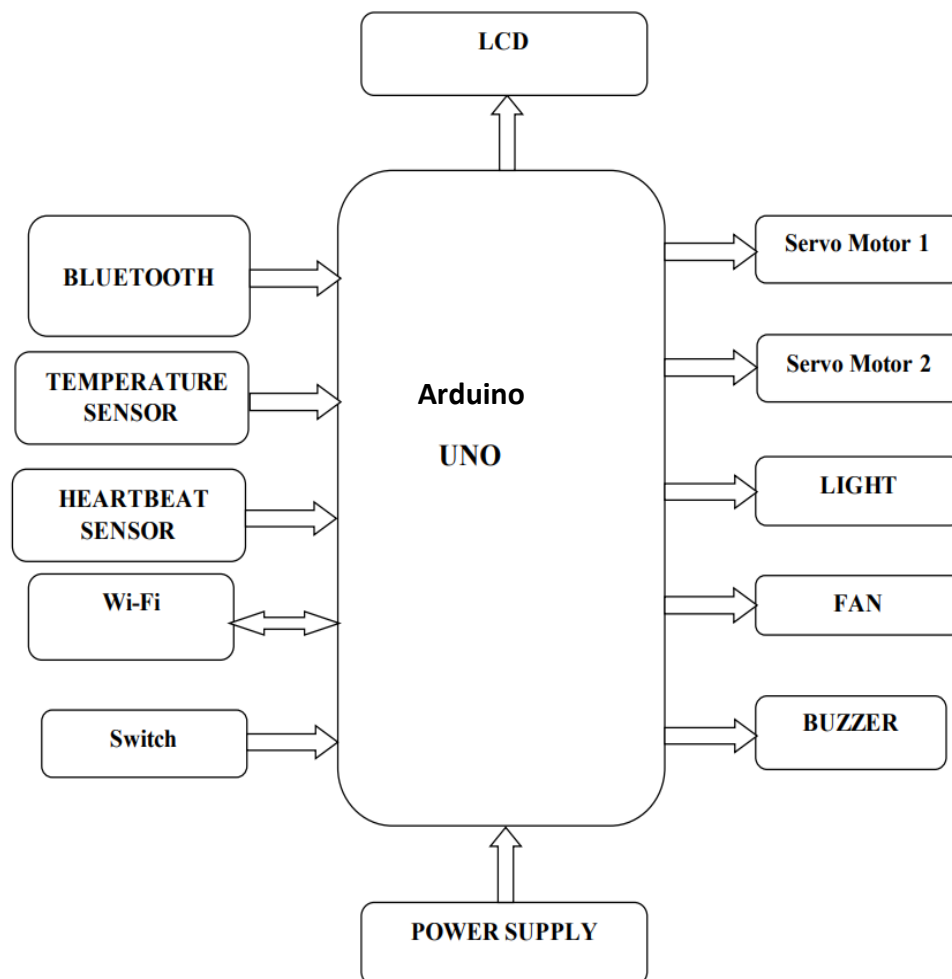 LCD
BLUETOOTH
TEMPERATURE
SENSOR
HEARTBEAT
SENSOR
Wi-Fi
Switch
Arduino
UNO
Servo Motor 1
Servo Motor 2
LIGHT
FAN
BUZZER
POWER SUPPLY